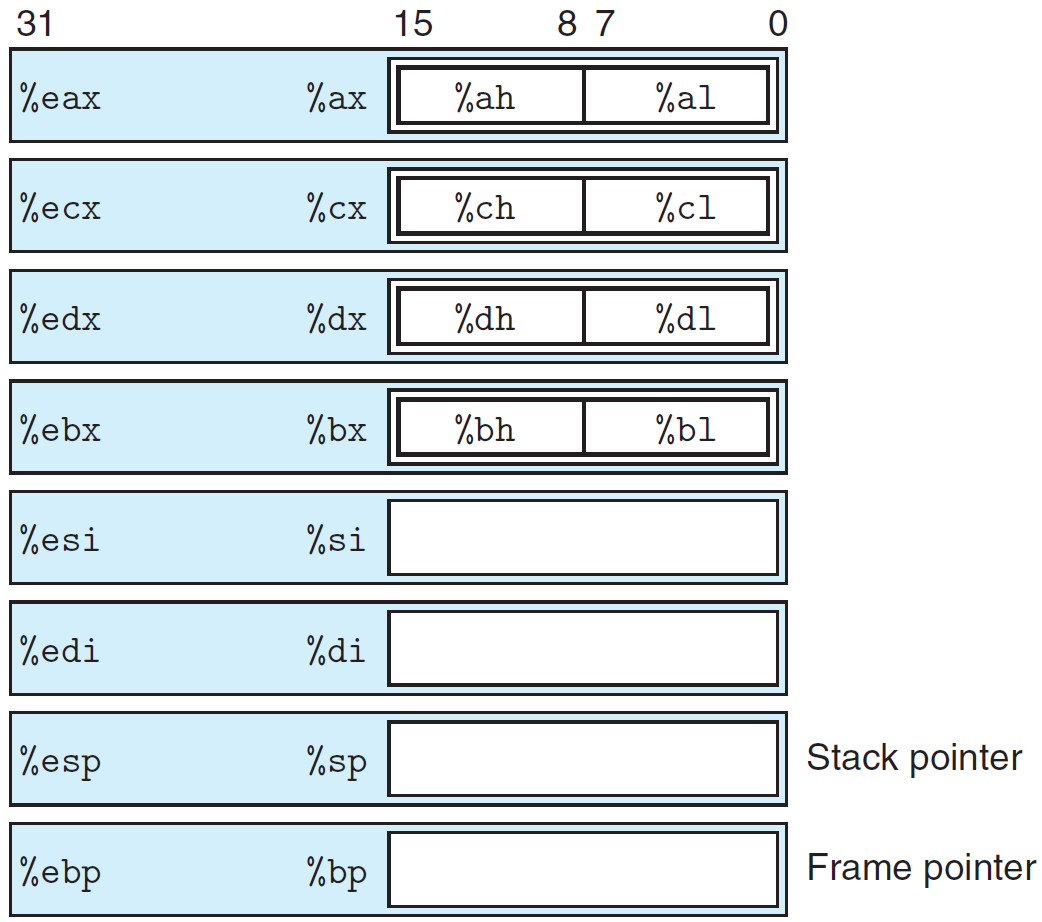 31 15 8 7 0
%eax %ax %ah %al
%ecx %cx %ch %cl
%edx %dx %dh %dl
%ebx %bx %bh %bl
%esi %si
%edi %di
%esp %sp Stack pointer
%ebp %bp Frame pointer